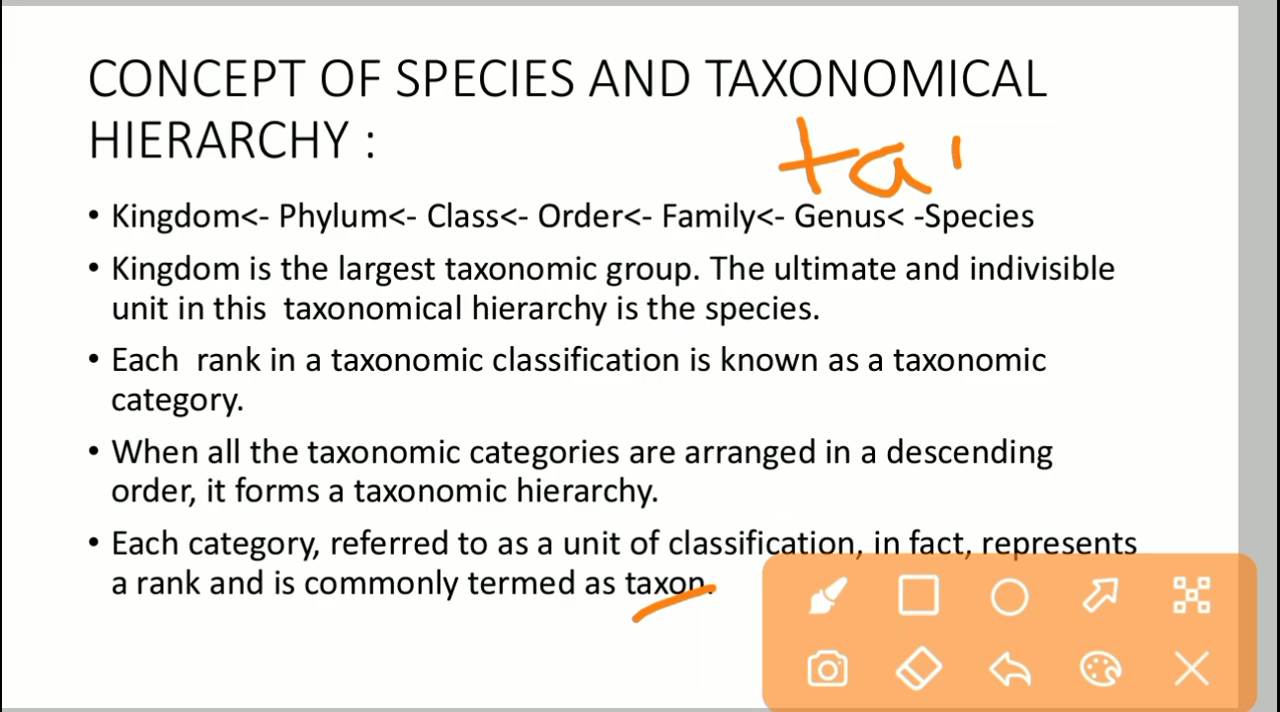 CONCEPT OF SPECIES AND TAXONOMICAL
HIERARCHY :
ta
• Kingdom<- Phylum<- Class<- Order<- Family<- Genus< -Species
• Kingdom is the largest taxonomic group. The ultimate and indivisible
unit in this  taxonomical hierarchy is the species.
• Each  rank in a taxonomic classification is known as a taxonomic
category.
• When all the taxonomic categories are arranged in a descending
order, it forms a taxonomic hierarchy.
• Each category, referred to as a unit of classification, in fact, represents
a rank and is commonly termed as taxon.